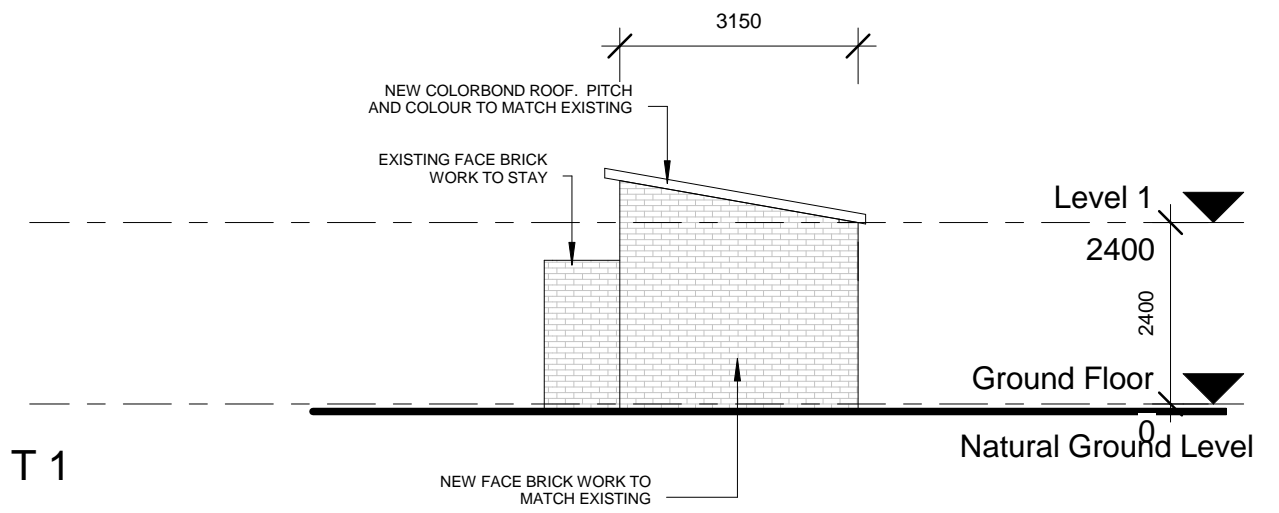 3150
NEW COLORBOND ROOF. PITCH
AND COLOUR TO MATCH EXISTING
EXISTING FACE BRICK
WORK TO STAY
Level 1
2400
2400
Ground Floor
0
Natural Ground Level
T 1
NEW FACE BRICK WORK TO
MATCH EXISTING